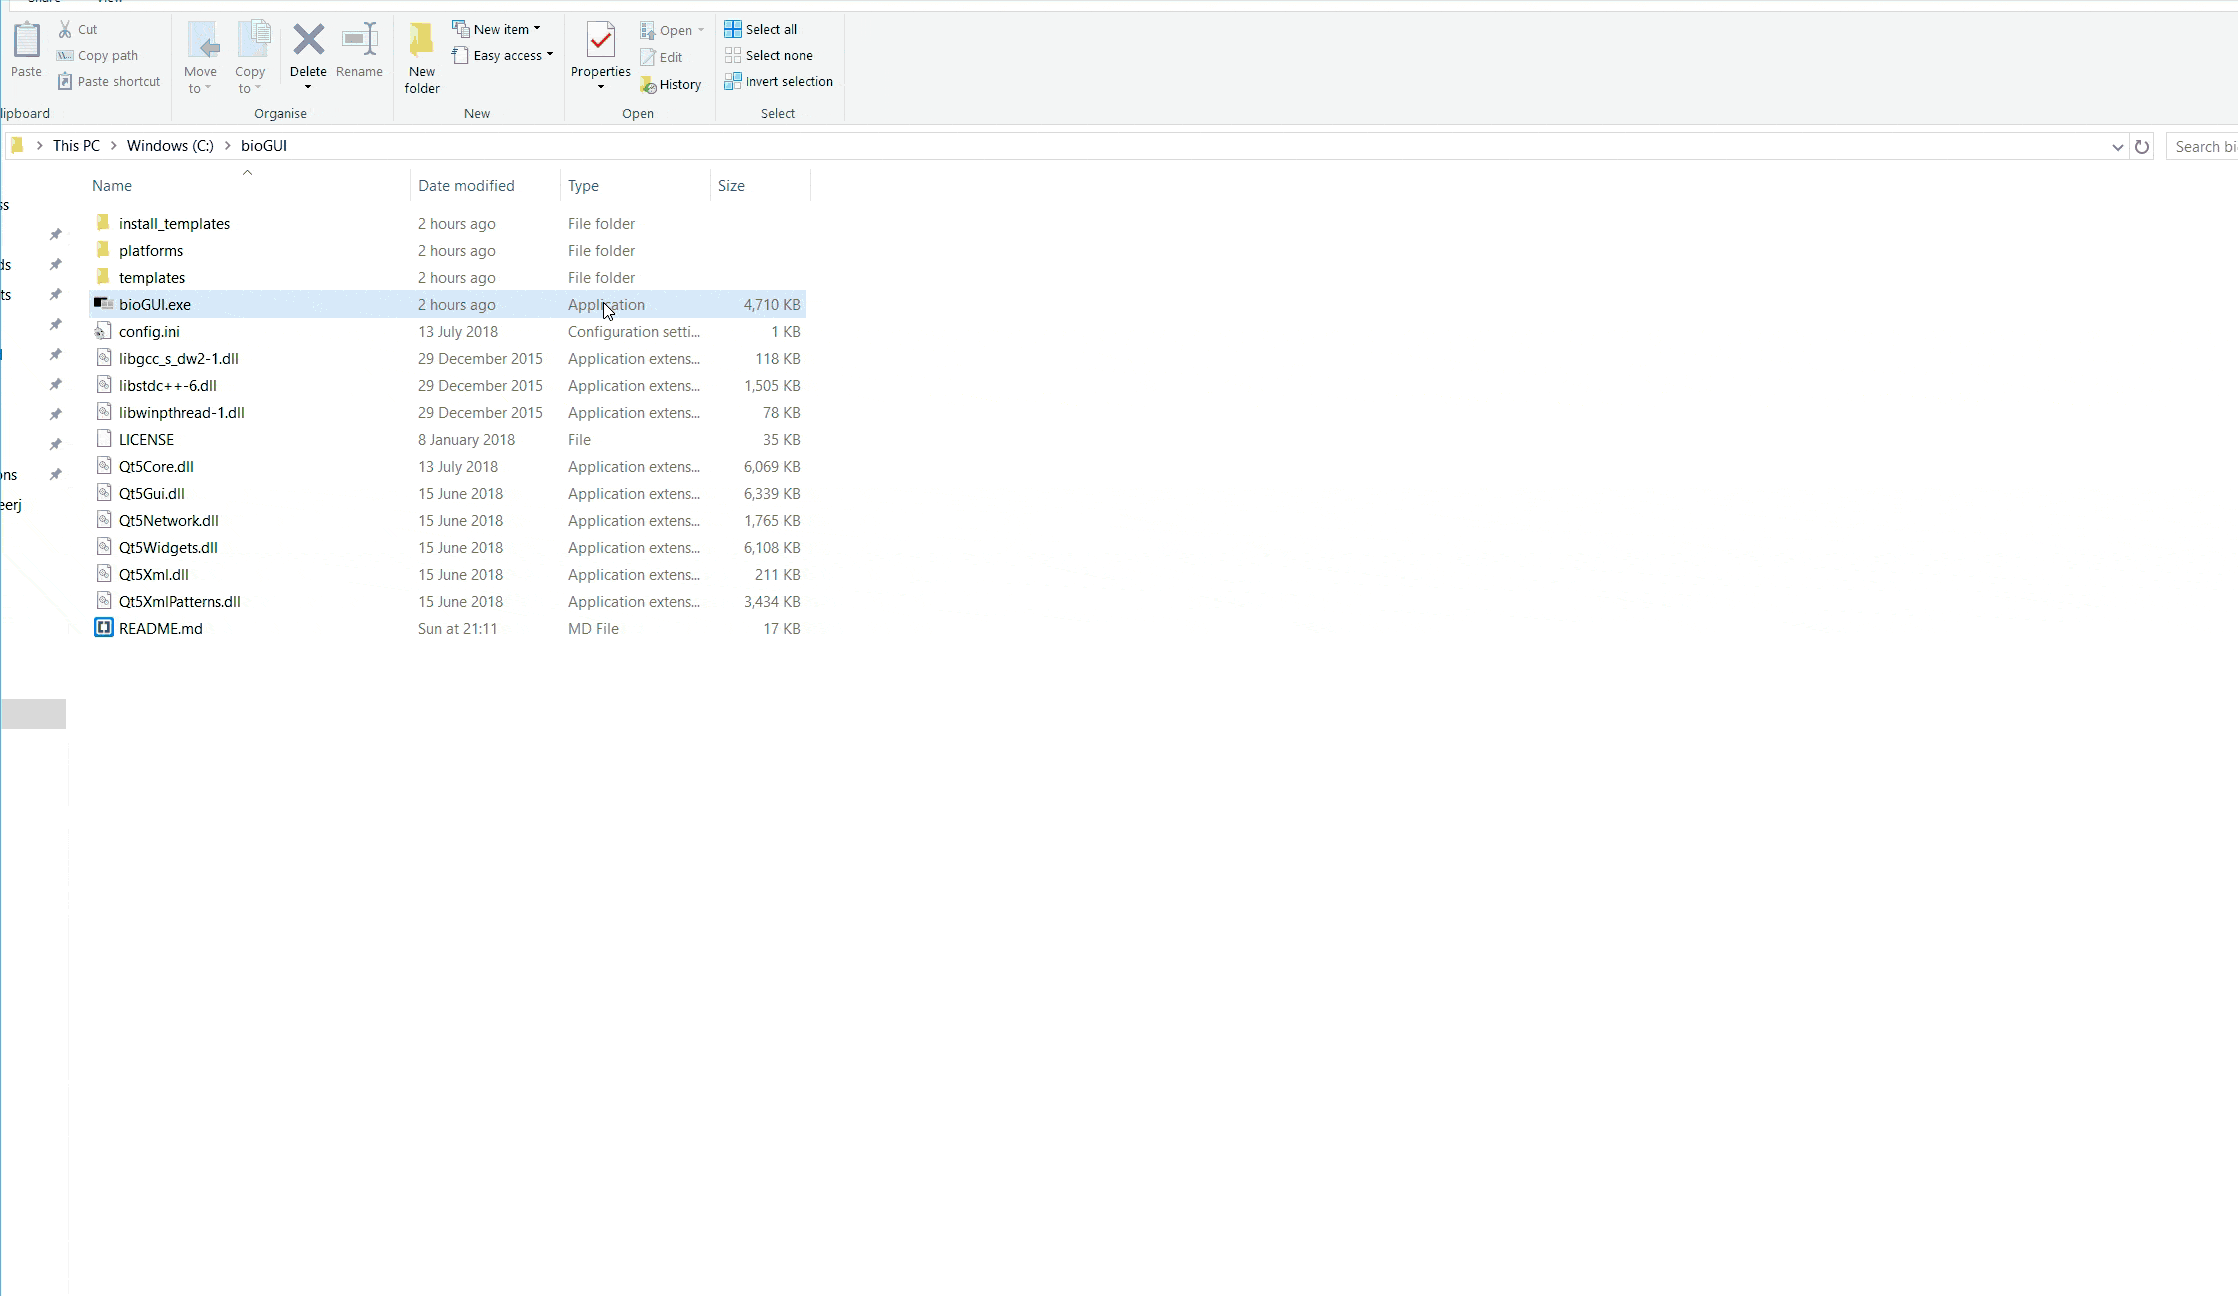 Cut
Copy path
Paste shortcut
Paste
Move to
Copy to
Delete
Rename
Organise
New folder
New item
Easy access
New
Properties
Open
Edit
History
Open
Select all
Select none
Invert selection
Select
lipboard
This PC > Windows (C:) > bioGUI
Search bi
Name Date modified Type Size
install_templates 2 hours ago File folder
platforms 2 hours ago File folder
templates 2 hours ago File folder
bioGUI.exe 2 hours ago Application 4,710 KB
config.ini 13 July 2018 Configuration setti... 1 KB
libgcc_s_dw2-1.dll 29 December 2015 Application extens... 118 KB
libstdc++-6.dll 29 December 2015 Application extens... 1,505 KB
libwinpthread-1.dll 29 December 2015 Application extens... 78 KB
LICENSE 8 January 2018 File 35 KB
Qt5Core.dll 13 July 2018 Application extens... 6,069 KB
Qt5Gui.dll 15 June 2018 Application extens... 6,339 KB
Qt5Network.dll 15 June 2018 Application extens... 1,765 KB
Qt5Widgets.dll 15 June 2018 Application extens... 6,108 KB
Qt5Xml.dll 15 June 2018 Application extens... 211 KB
Qt5XmlPatterns.dll 15 June 2018 Application extens... 3,434 KB
README.md Sun at 21:11 MD File 17 KB
ss
ds
ts
ons
eerj